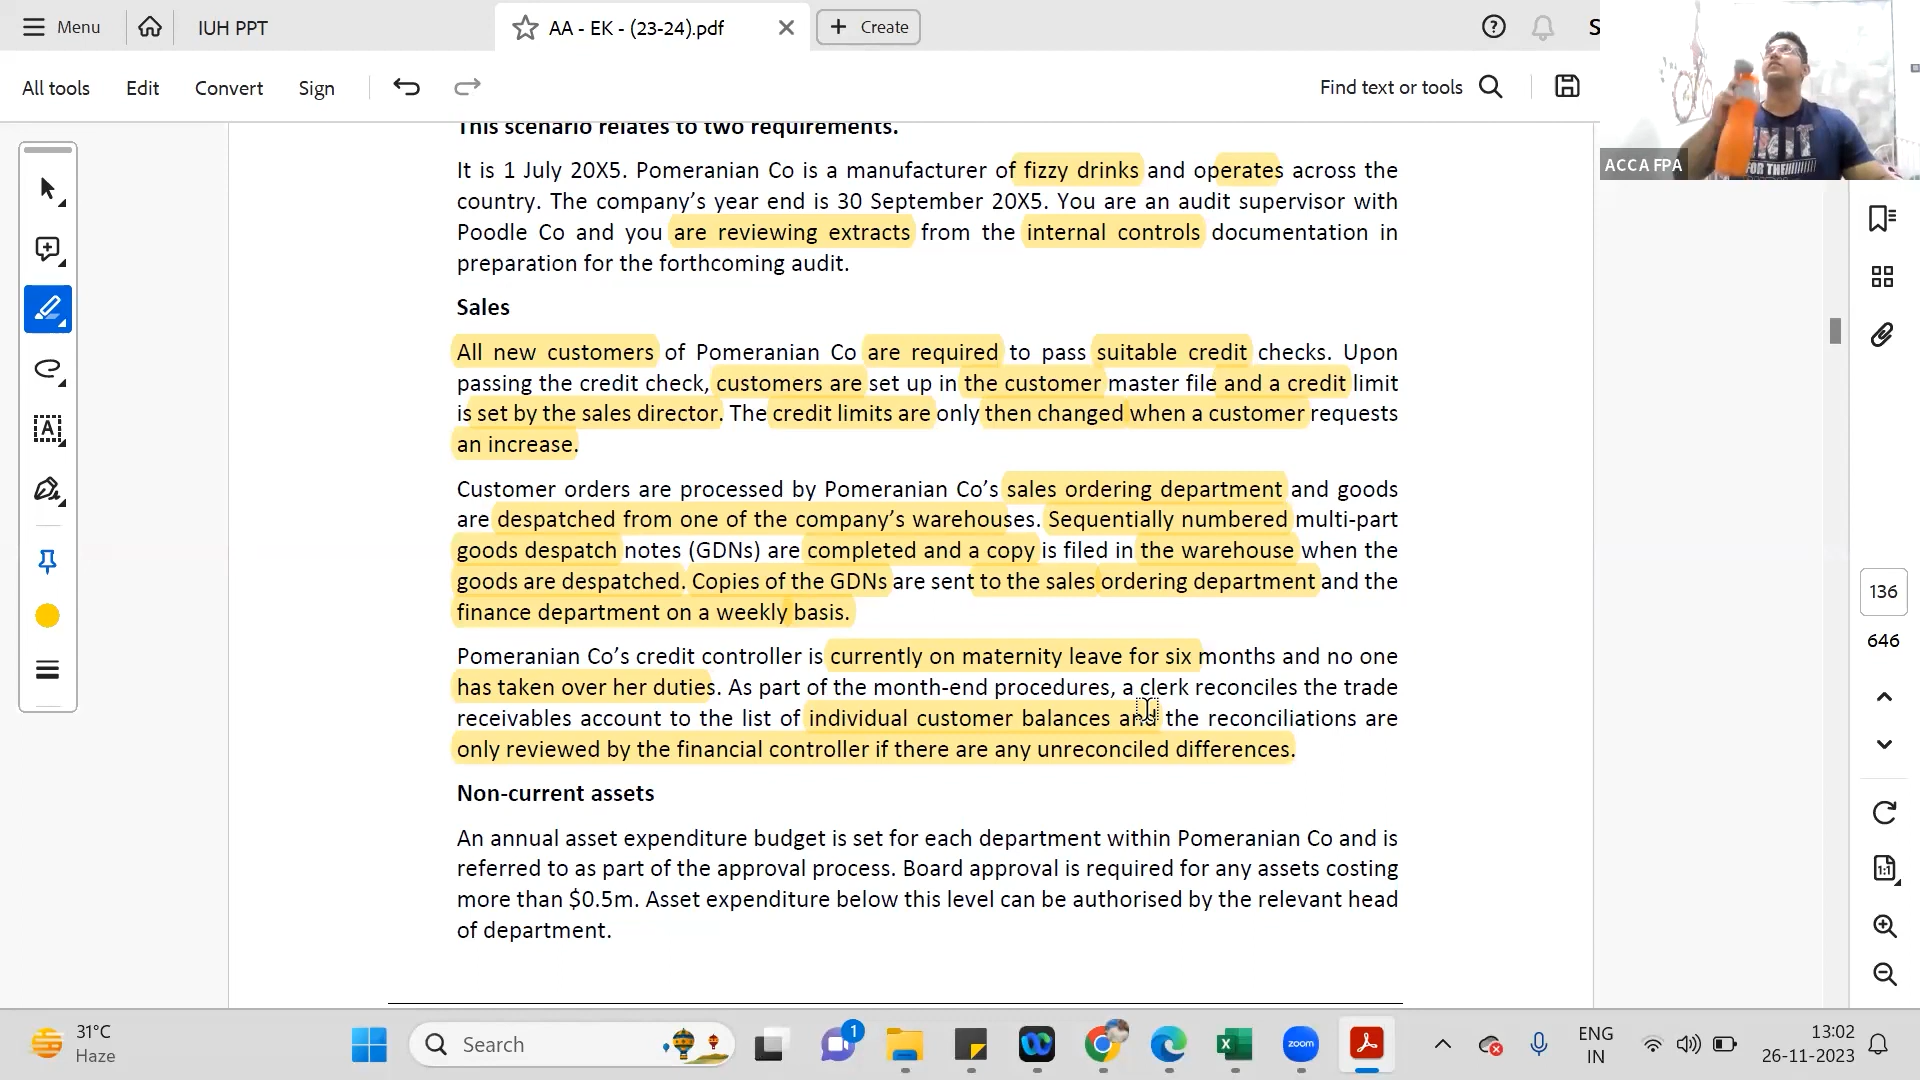 Menu
IUH PPT
AA - EK - (23-24).pdf
Create
S
All tools
Edit
Convert
Sign
Find text or tools
ACCA FPA
This scenario relates to two requirements.
It is 1 July 20X5. Pomeranian Co is a manufacturer of fizzy drinks and operates across the
country. The company's year end is 30 September 20X5. You are an audit supervisor with
Poodle Co and you are reviewing extracts from the internal controls documentation in
preparation for the forthcoming audit.
Sales
All new customers of Pomeranian Co are required to pass suitable credit checks. Upon
passing the credit check, customers are set up in the customer master file and a credit limit
is set by the sales director. The credit limits are only then changed when a customer requests
an increase.
Customer orders are processed by Pomeranian Co's sales ordering department and goods
are despatched from one of the company's warehouses. Sequentially numbered multi-part
goods despatch notes (GDNs) are completed and a copy is filed in the warehouse when the
goods are despatched. Copies of the GDNs are sent to the sales ordering department and the
finance department on a weekly basis.
Pomeranian Co's credit controller is currently on maternity leave for six months and no one
has taken over her duties. As part of the month-end procedures, a clerk reconciles the trade
receivables account to the list of individual customer balances and the reconciliations are
only reviewed by the financial controller if there are any unreconciled differences.
Non-current assets
An annual asset expenditure budget is set for each department within Pomeranian Co and is
referred to as part of the approval process. Board approval is required for any assets costing
more than $0.5m. Asset expenditure below this level can be authorised by the relevant head
of department.
136
646
1:1
31°C
Haze
Search
1
zoom
ENG
IN
13:02
26-11-2023